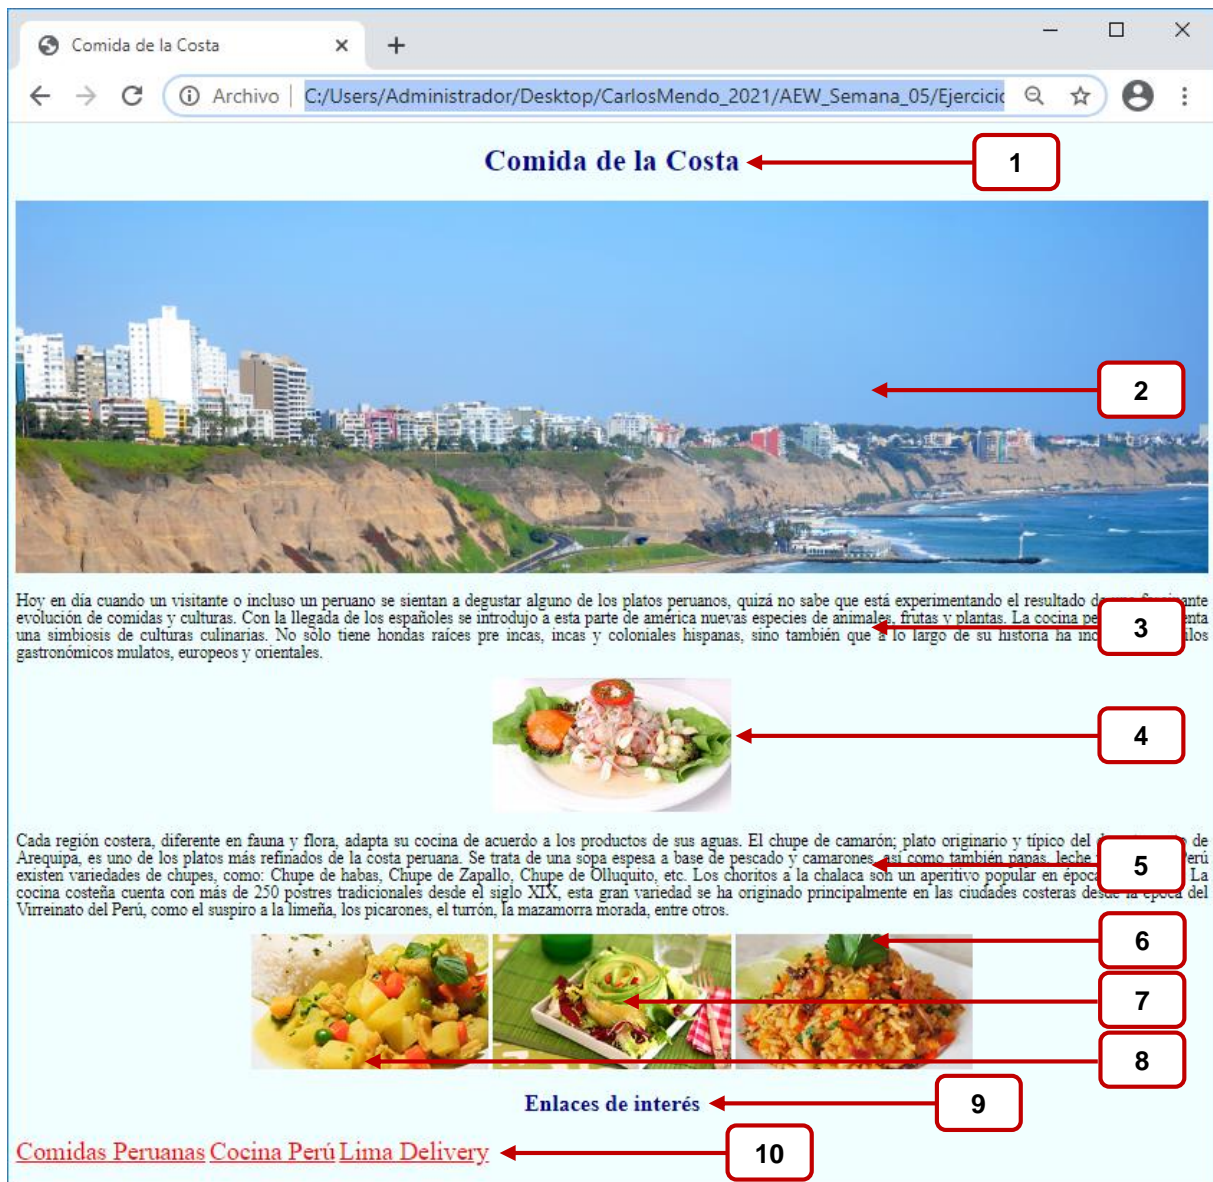 Comida de la Costa
Archivo C:/Users/Administrador/Desktop/CarlosMendo_2021/AEW_Semana_05/Ejercicic
Comida de la Costa
1
2
Hoy en día cuando un visitante o incluso un peruano se sientan a degustar alguno de los platos peruanos, quizá no sabe que está experimentando el resultado
evolución de comidas y culturas. Con la llegada de los españoles se introdujo a esta parte de américa nuevas especies de animales, frutas y plantas. La cocina
una simbiosis de culturas culinarias. No sólo tiene hondas raíces pre incas, incas y coloniales hispanas, sino también que a lo largo de su historia ha
gastronómicos mulatos, europeos y orientales.
3
4
Cada región costera, diferente en fauna y flora, adapta su cocina de acuerdo a los productos de sus aguas. El chupe de camarón; plato originario y típico del de
Arequipa, es uno de los platos más refinados de la costa peruana. Se trata de una sopa espesa a base de pescado y camarones, así como también papas, leche Perú
existen variedades de chupes, como: Chupe de habas, Chupe de Zapallo, Chupe de Olluquito, etc. Los choritos a la chalaca son un aperitivo popular en época La
cocina costeña cuenta con más de 250 postres tradicionales desde el siglo XIX, esta gran variedad se ha originado principalmente en las ciudades costeras desde la época del
Virreinato del Perú, como el suspiro a la limeña, los picarones, el turrón, la mazamorra morada, entre otros.
5
6
7
8
Enlaces de interés
9
Comidas Peruanas Cocina Perú Lima Delivery
10